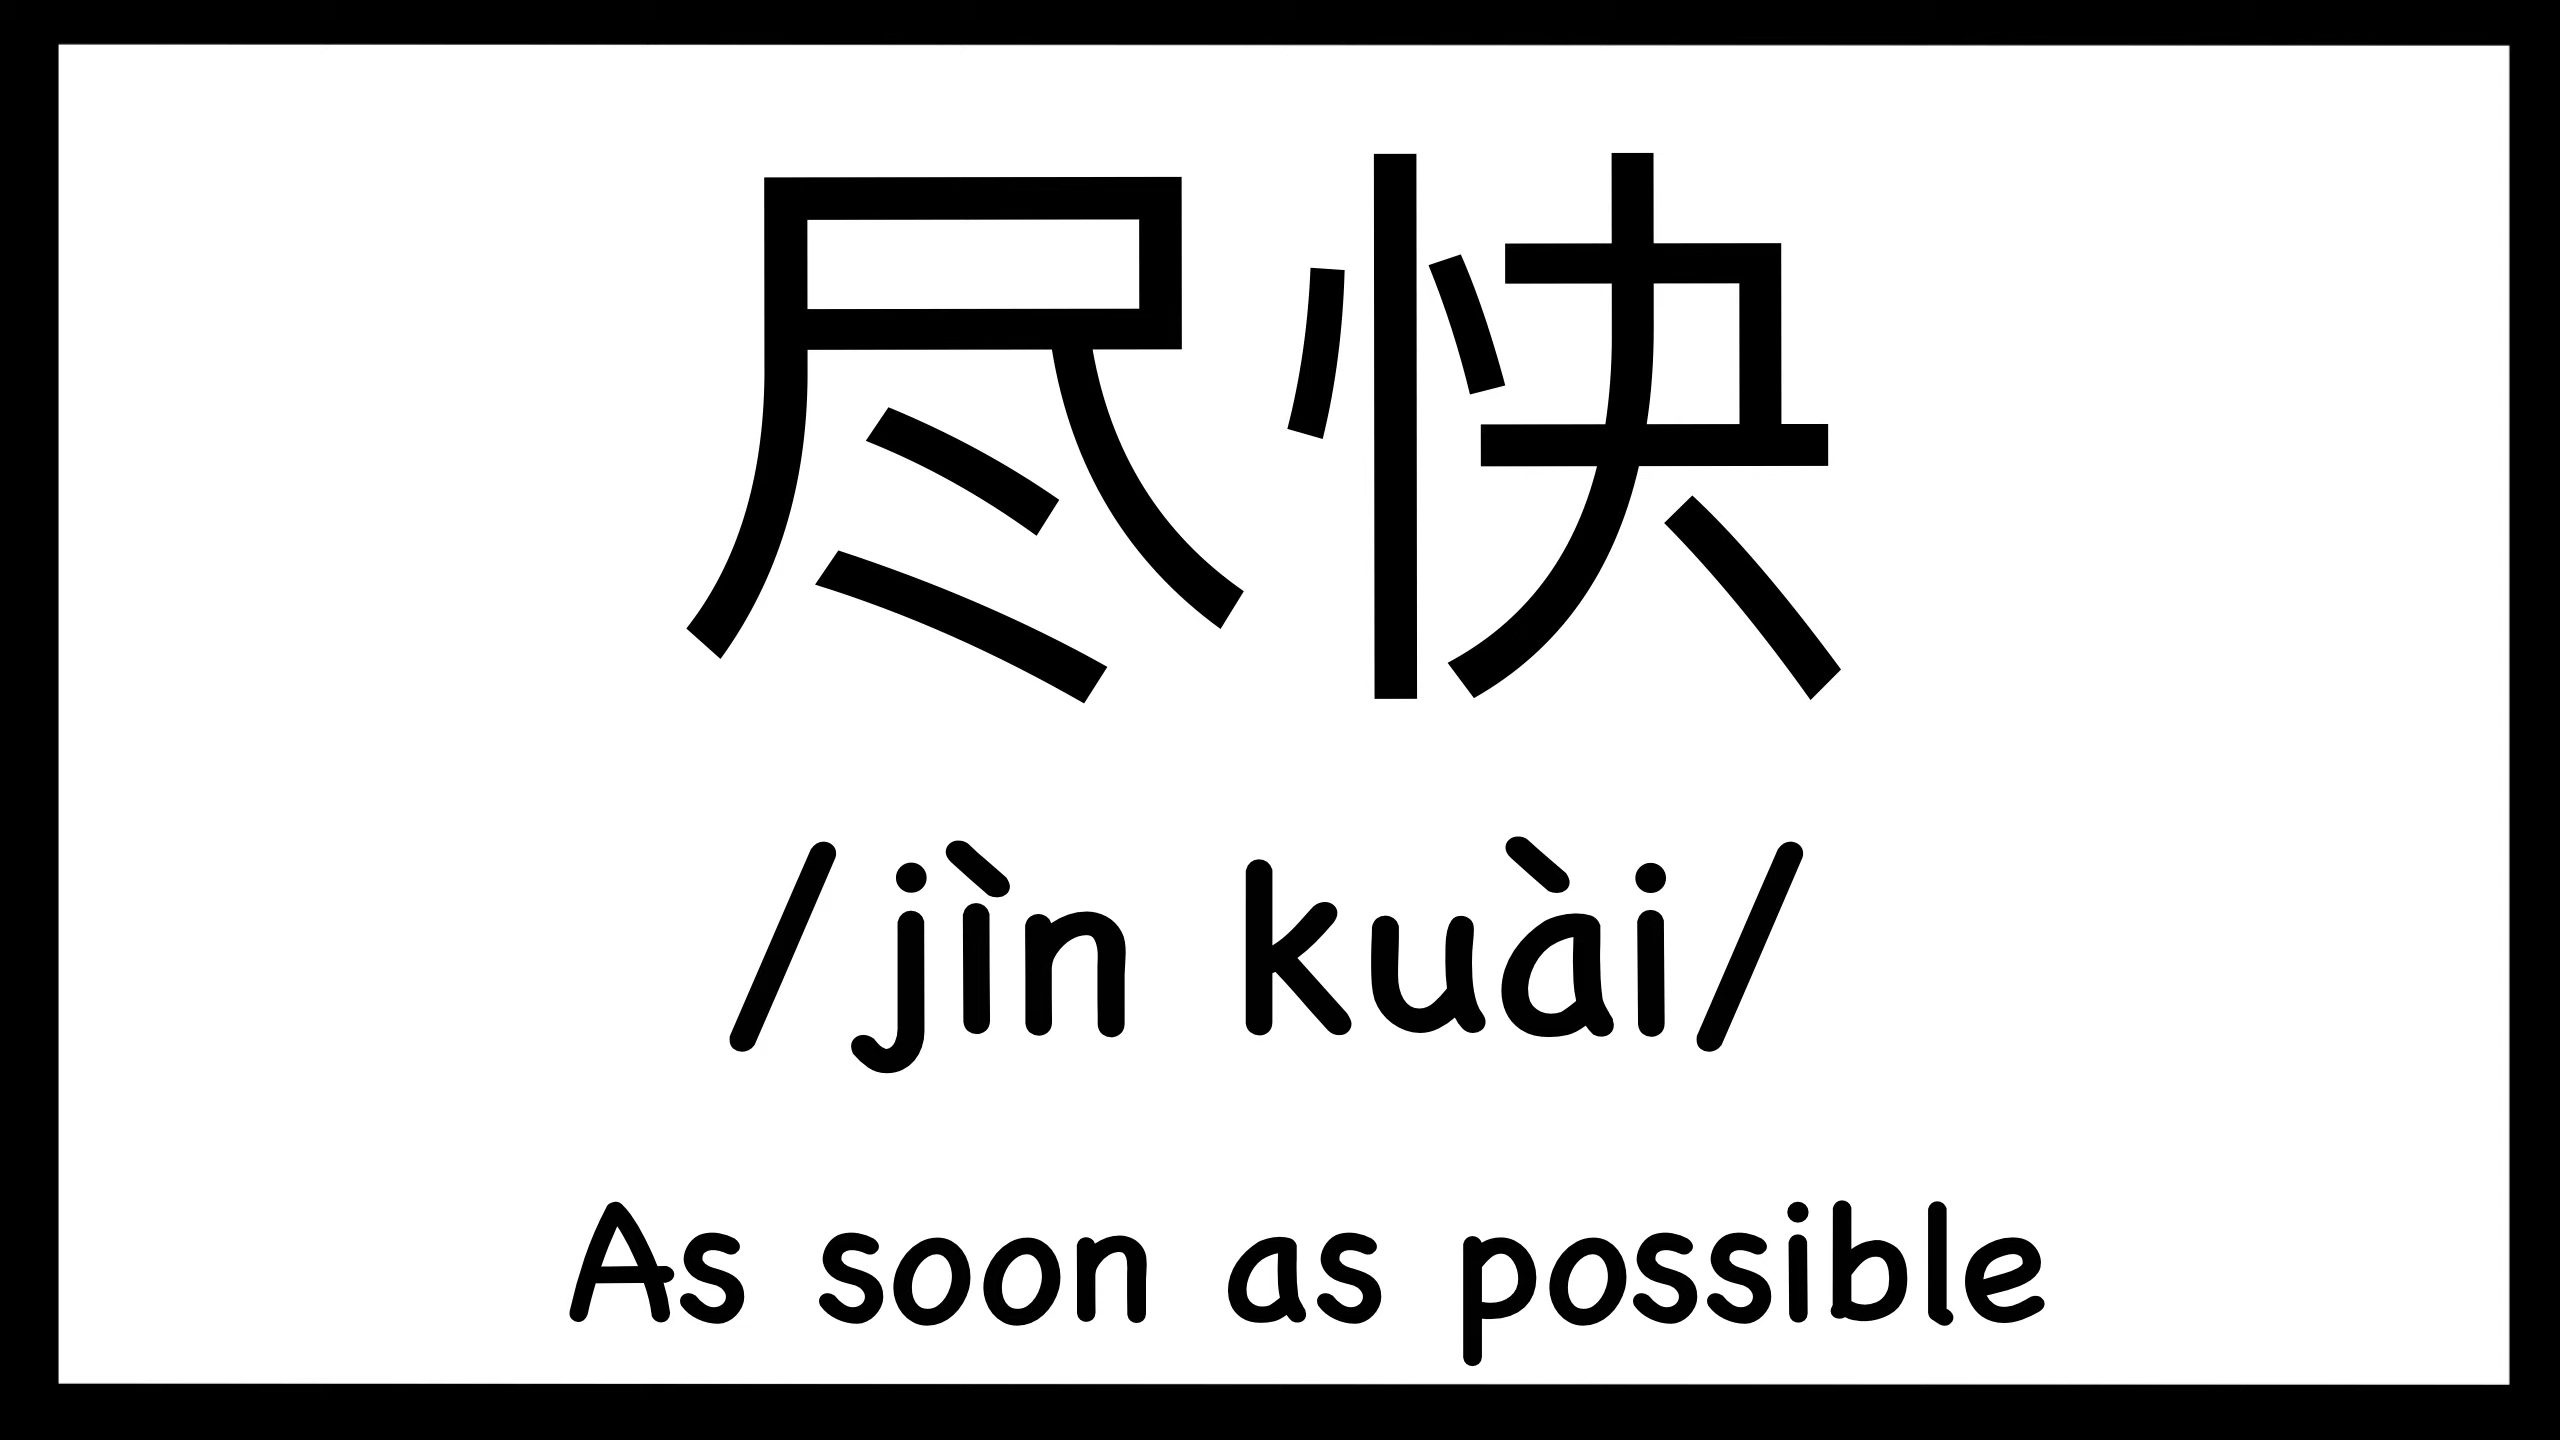 尽快
/jìn kuài/
As soon as possible